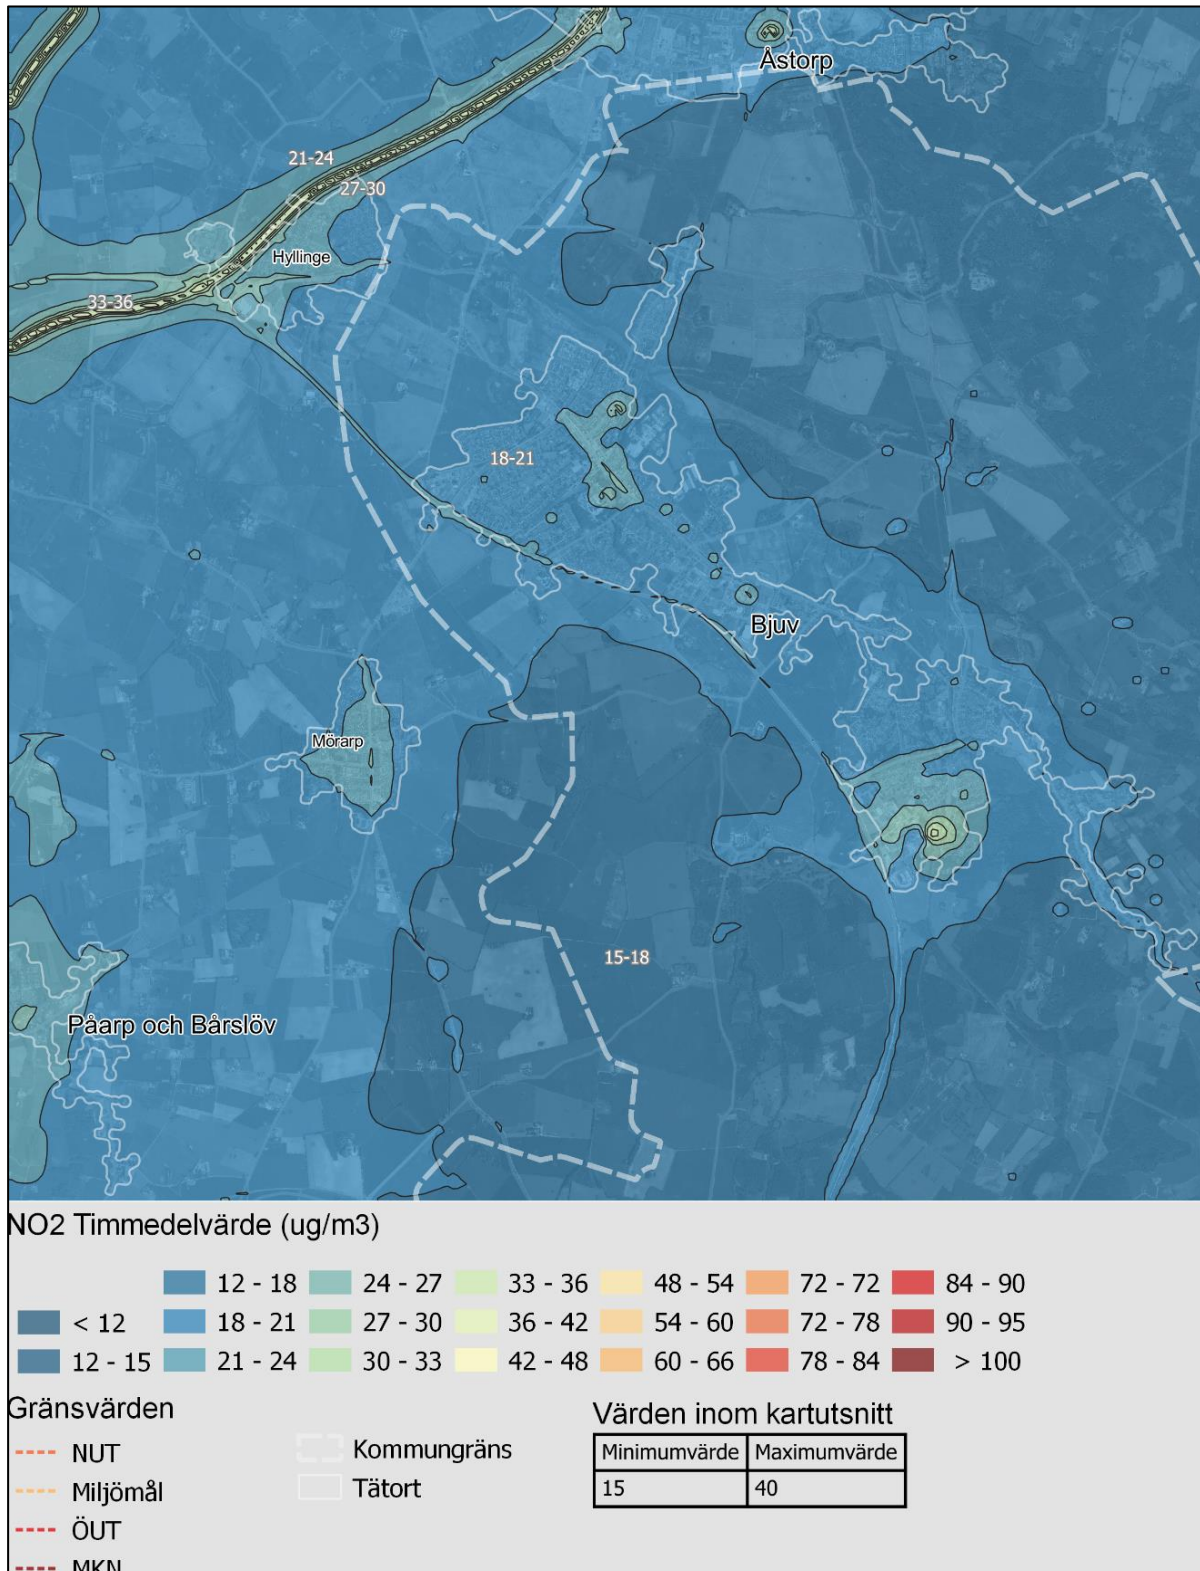 Åstorp
21-24
27-30
Hyllinge
33-36
18-21
Bjuv
Mörarp
15-18
Påarp och Bårslöv
NO2 Timmedelvärde (ug/m3)
12 - 18 24 - 27 33 - 36 48 - 54 72 - 72 84 - 90
< 12 18 - 21 27 - 30 36 - 42 54 - 60 72 - 78 90 - 95
12 - 15 21 - 24 30 - 33 42 - 48 60 - 66 78 - 84 > 100
Gränsvärden
NUT
Miljömål
ÖUT
MKN
Kommungräns
Tätort
Värden inom kartutsnitt
Minimumvärde Maximumvärde
15 40